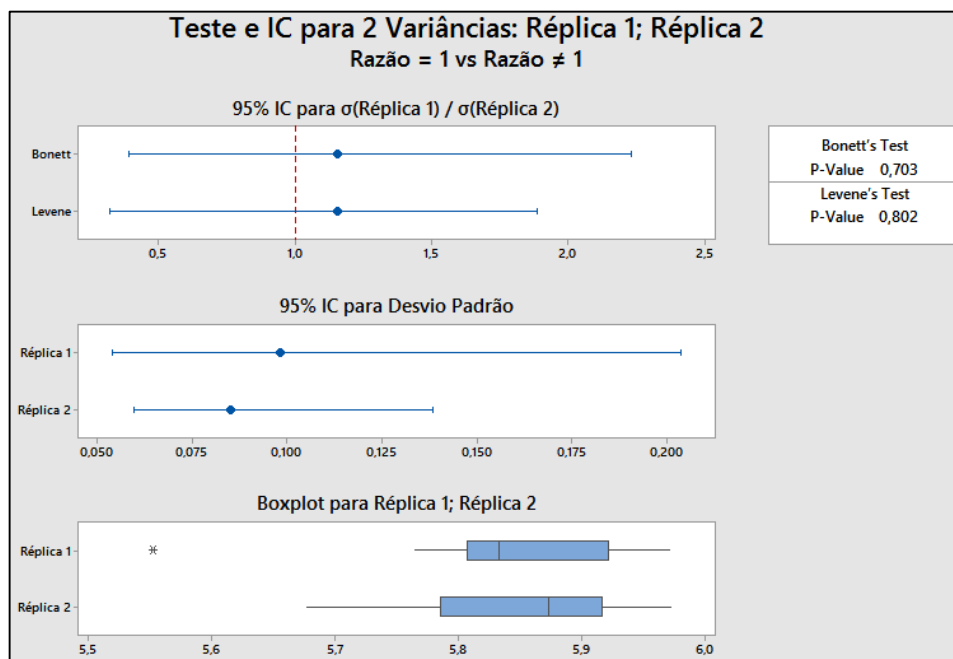 Teste e IC para 2 Variâncias: Réplica 1; Réplica 2
Razão = 1 vs Razão ≠ 1
95% IC para σ(Réplica 1) / σ(Réplica 2)
Bonett
Levene
0,5 1,0 1,5 2,0 2,5
Bonett's Test
P-Value 0,703
Levene's Test
P-Value 0,802
95% IC para Desvio Padrão
Réplica 1
Réplica 2
0,050 0,075 0,100 0,125 0,150 0,175 0,200
Boxplot para Réplica 1; Réplica 2
Réplica 1
Réplica 2
5,5 5,6 5,7 5,8 5,9 6,0